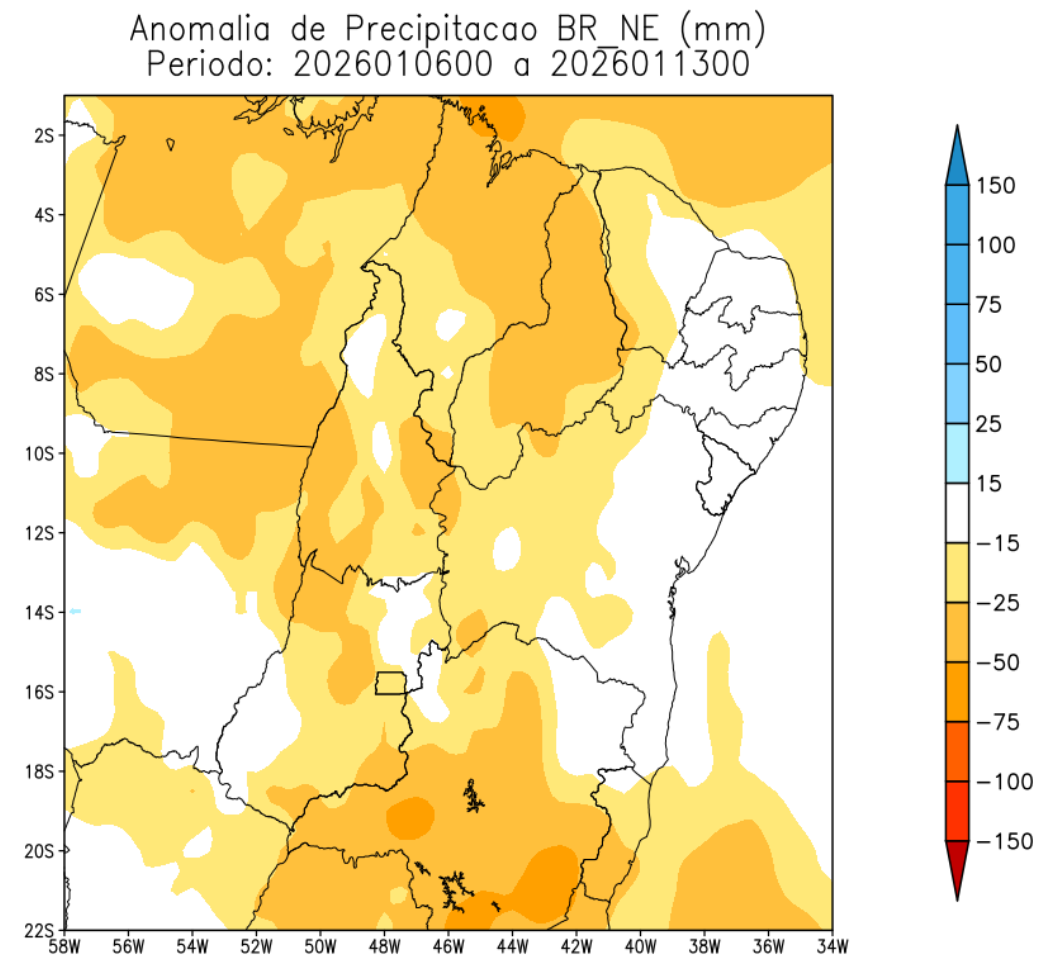 Anomalia de Precipitacao BR_NE (mm)
Periodo: 2026010600 a 2026011300
2S
4S
6S
8S
10S
12S
14S
16S
18S
20S
22S
58W 56W 54W 52W 50W 48W 46W 44W 42W 40W 38W 36W 34W
150
100
75
50
25
15
-15
-25
-50
-75
-100
-150